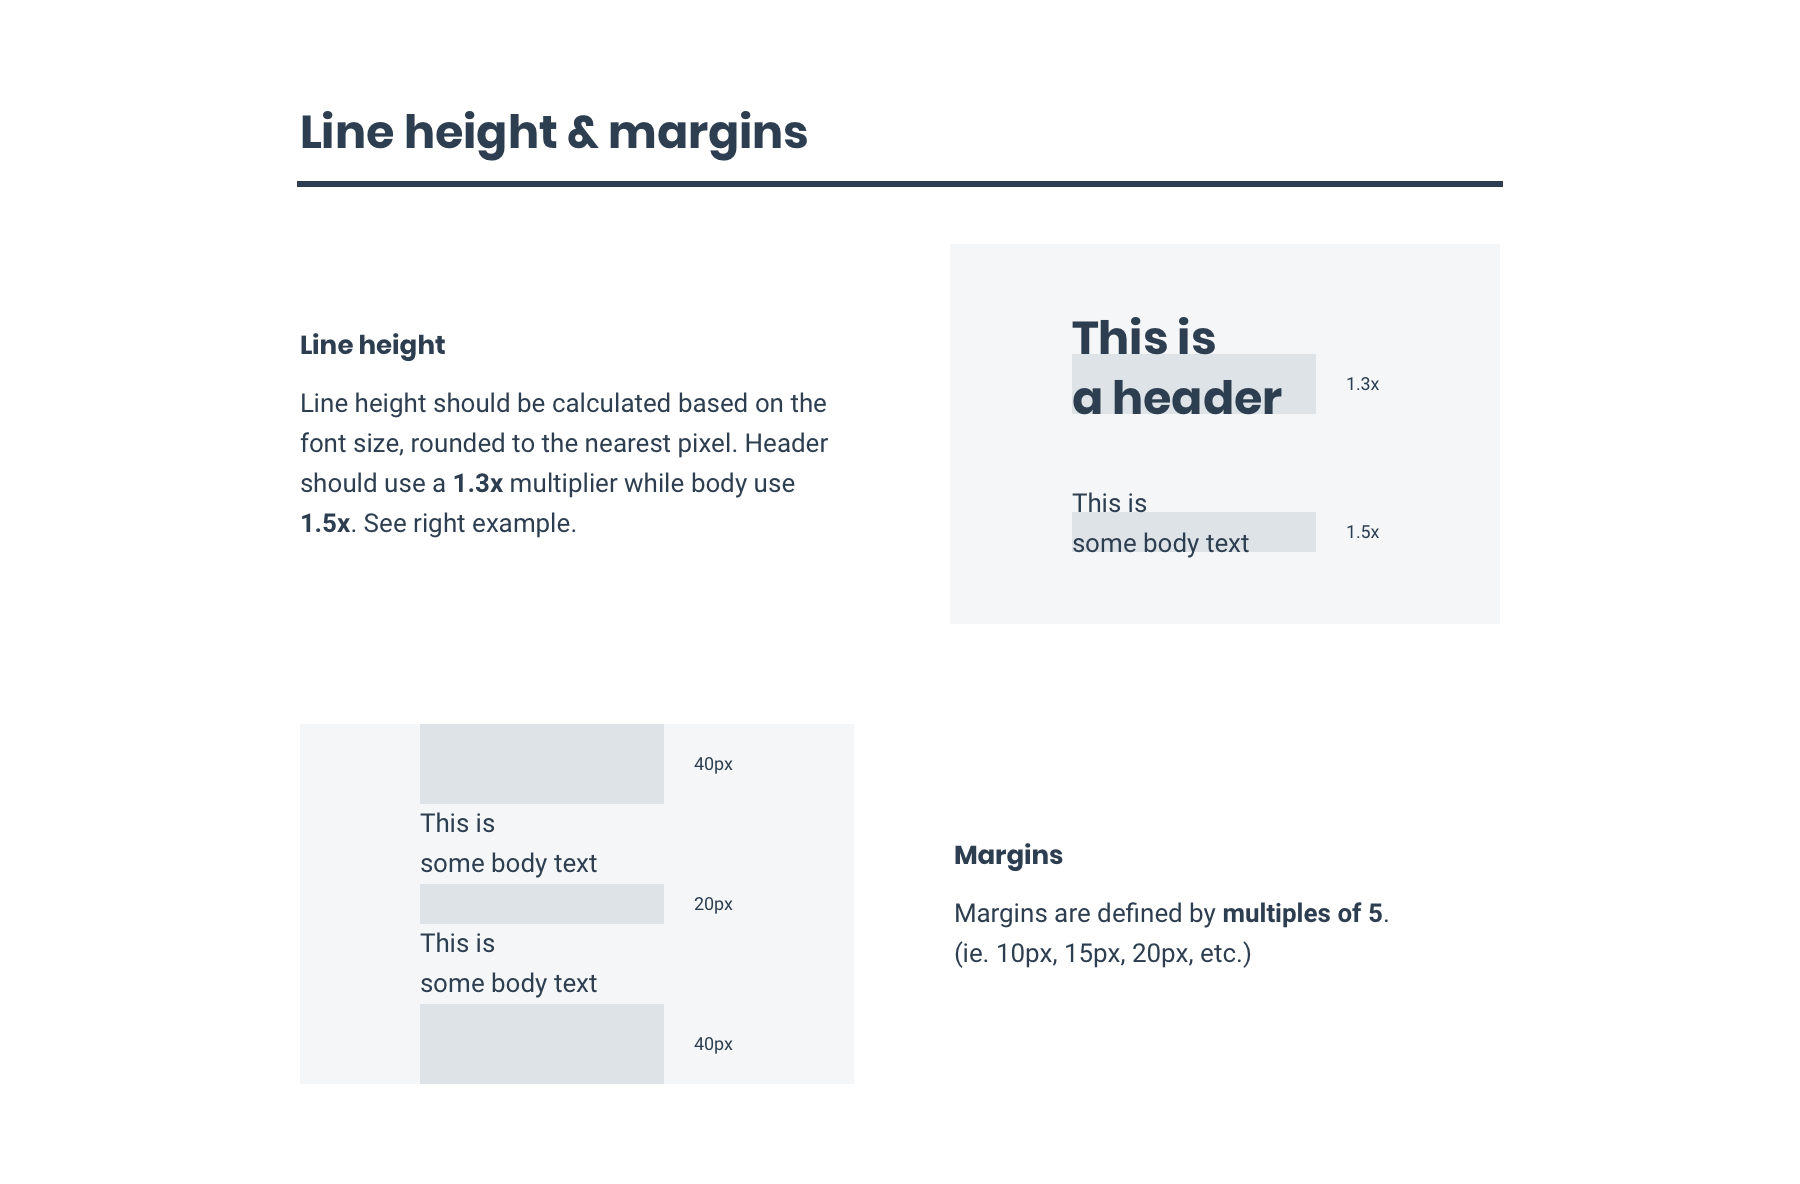 Line height & margins
Line height
Line height should be calculated based on the
font size, rounded to the nearest pixel. Header
should use a 1.3x multiplier while body use
1.5x. See right example.
This is
a header
1.3x
This is
some body text
1.5x
40px
This is
some body text
20px
This is
some body text
40px
Margins
Margins are defined by multiples of 5.
(ie. 10px, 15px, 20px, etc.)